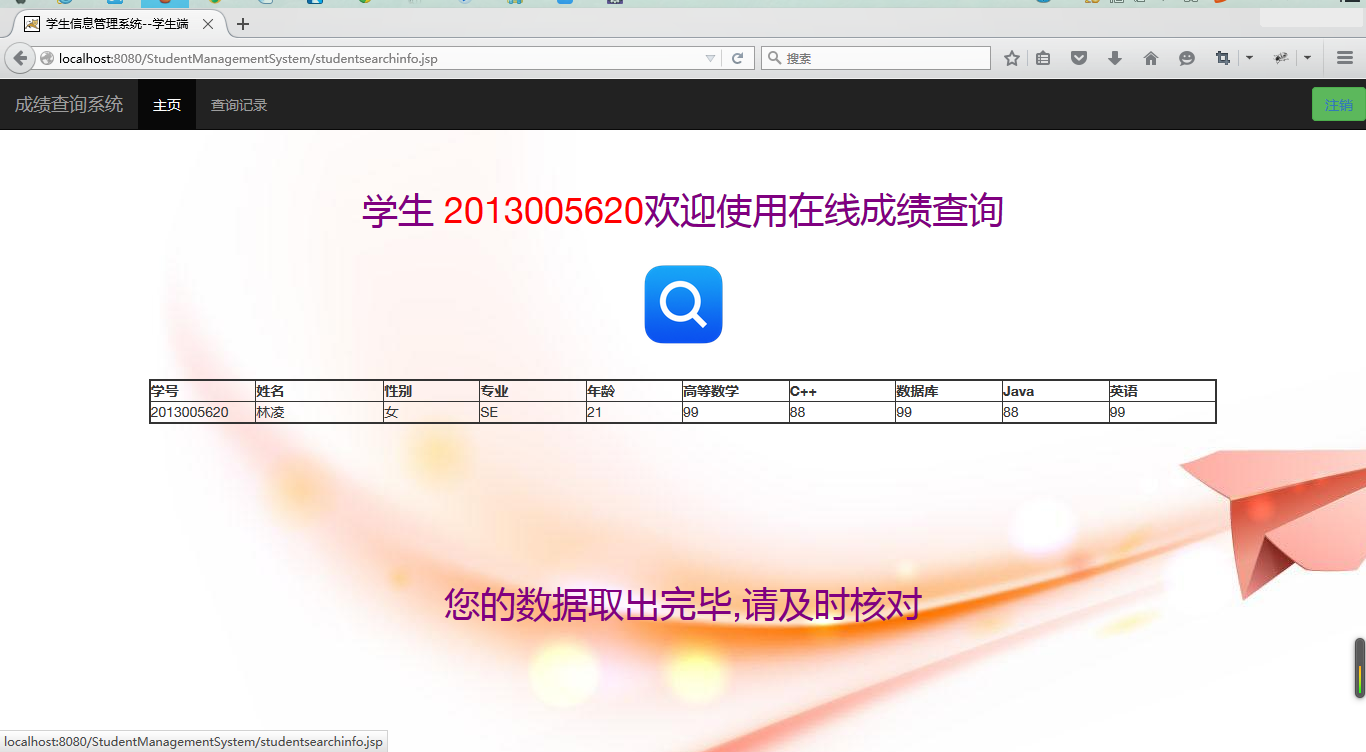 学生信息管理系统--学生端
localhost:8080/StudentManagementSystem/studentsearchinfo.jsp
搜索
成绩查询系统 主页 查询记录 注销
学生 2013005620欢迎使用在线成绩查询
学号 姓名 性别 专业 年龄 高等数学 C++ 数据库 Java 英语
2013005620 林凌 女 SE 21 99 88 99 88 99
您的数据取出完毕,请及时核对
localhost:8080/StudentManagementSystem/studentsearchinfo.jsp